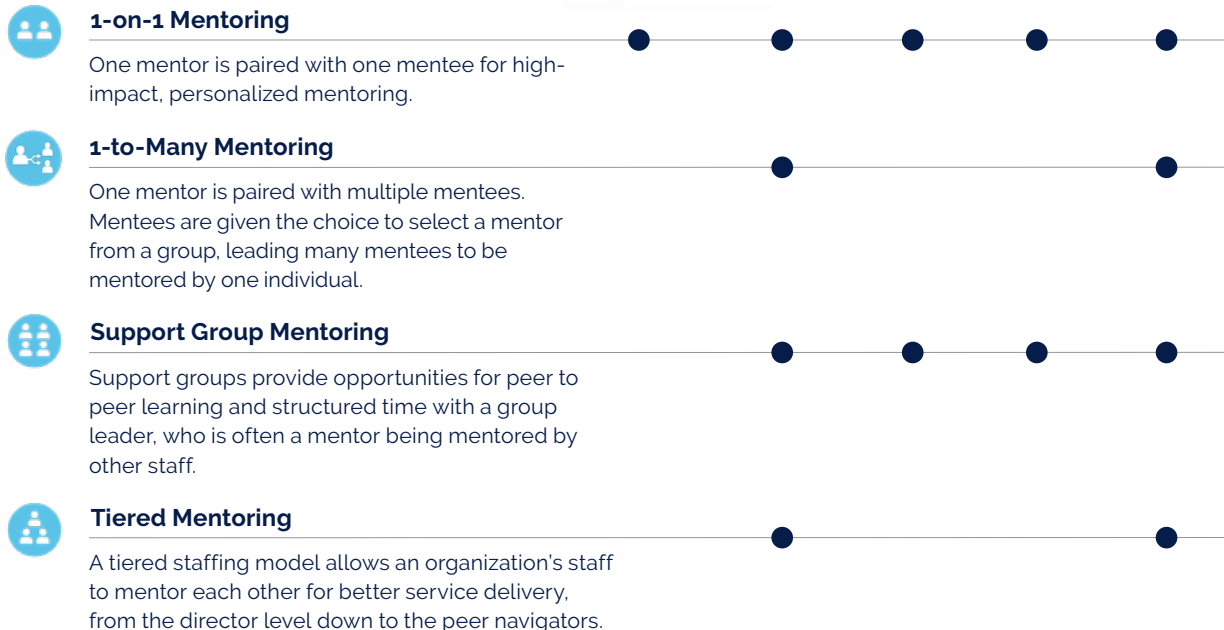 1-on-1 Mentoring
One mentor is paired with one mentee for high-
impact, personalized mentoring.
1-to-Many Mentoring
One mentor is paired with multiple mentees.
Mentees are given the choice to select a mentor
from a group, leading many mentees to be
mentored by one individual.
Support Group Mentoring
Support groups provide opportunities for peer to
peer learning and structured time with a group
leader, who is often a mentor being mentored by
other staff.
Tiered Mentoring
A tiered staffing model allows an organization’s staff
to mentor each other for better service delivery,
from the director level down to the peer navigators.